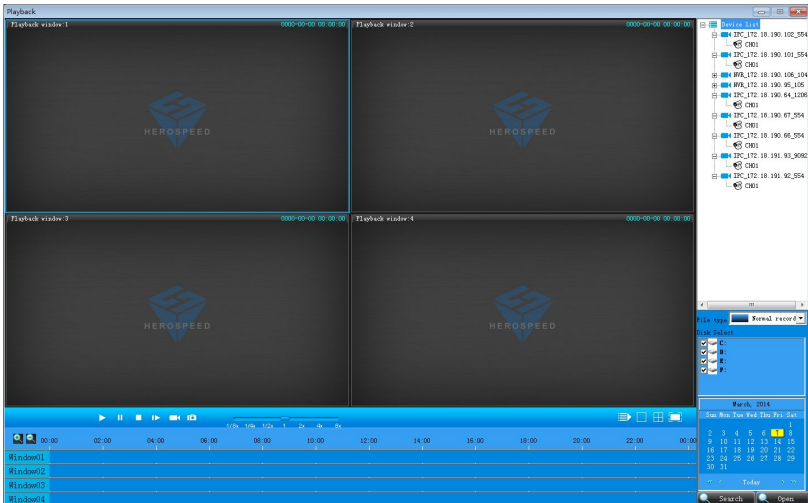 Playback
Playback window:1 0000-00-00 00:00:00
Playback window:2 0000-00-00 00:00:00
HEROSPEED
HEROSPEED
Playback window:3 0000-00-00 00:00:00
Playback window:4 0000-00-00 00:00:00
HEROSPEED
HEROSPEED
Device List
IPC_172.18.190.102_554
CH01
IPC_172.18.190.101_554
CH01
NVR_172.18.190.106_104
NVR_172.18.190.95_105
IPC_172.18.190.64_1206
CH01
IPC_172.18.190.67_554
CH01
IPC_172.18.190.66_554
CH01
IPC_172.18.191.93_9092
CH01
IPC_172.18.191.92_554
CH01
File type Normal record
Disk Select
C:
D:
E:
F:
March, 2014
Sun Mon Tue Wed Thu Fri Sat
1
2 3 4 5 6 7 8
9 10 11 12 13 14 15
16 17 18 19 20 21 22
23 24 25 26 27 28 29
30 31
Today
Search Open
1/8x 1/4x 1/2x 1 2x 4x 8x
00:00 02:00 04:00 06:00 08:00 10:00 12:00 14:00 16:00 18:00 20:00 22:00 00:00
Window01
Window02
Window03
Window04